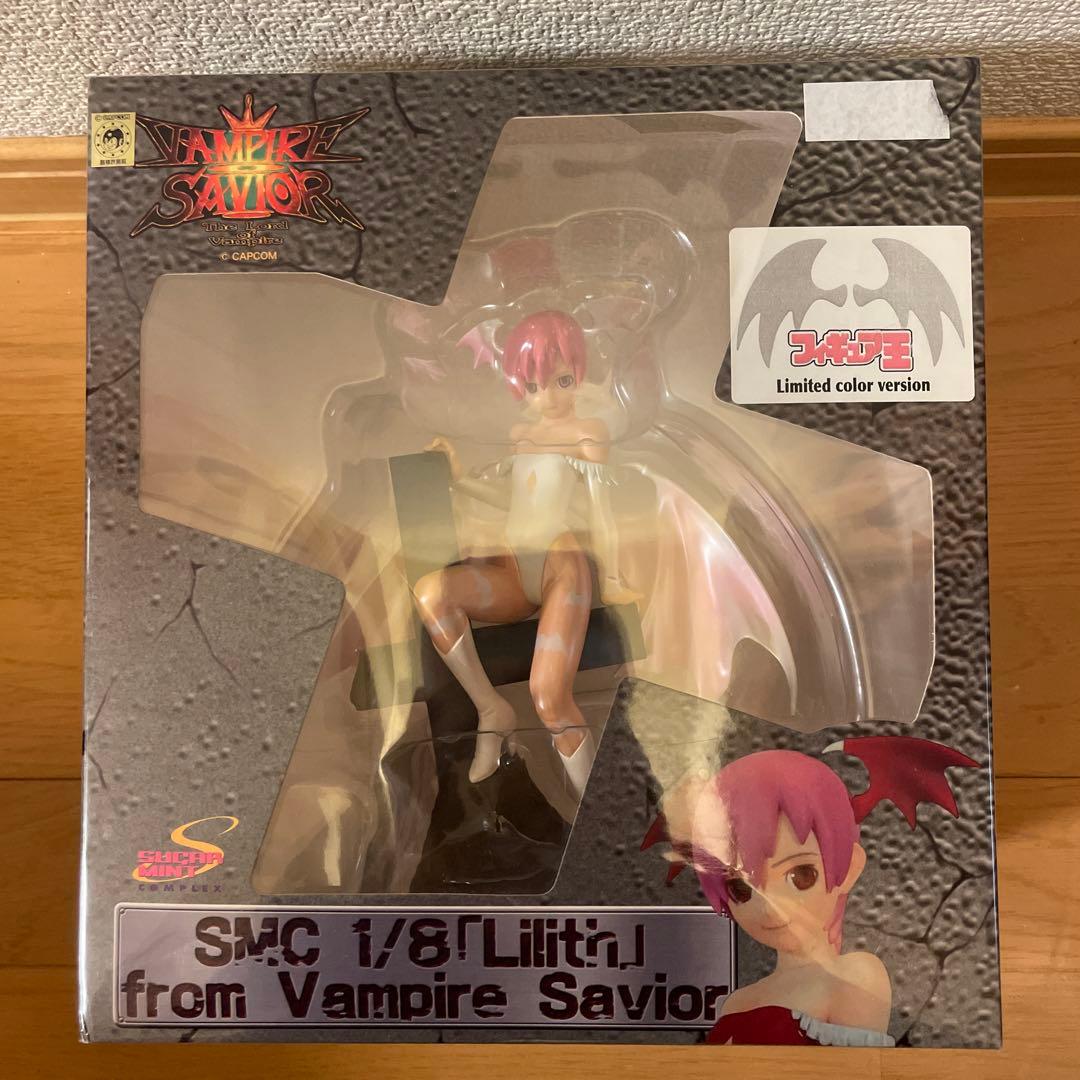 © CAPCOM
VAMPIRE
SAVIOR
The Lord
of
Vampire
© CAPCOM
フィギュア王
Limited color version
SUGAR
MINT
COMPLEX
SMC 1/8「Lilith」
from Vampire Savior